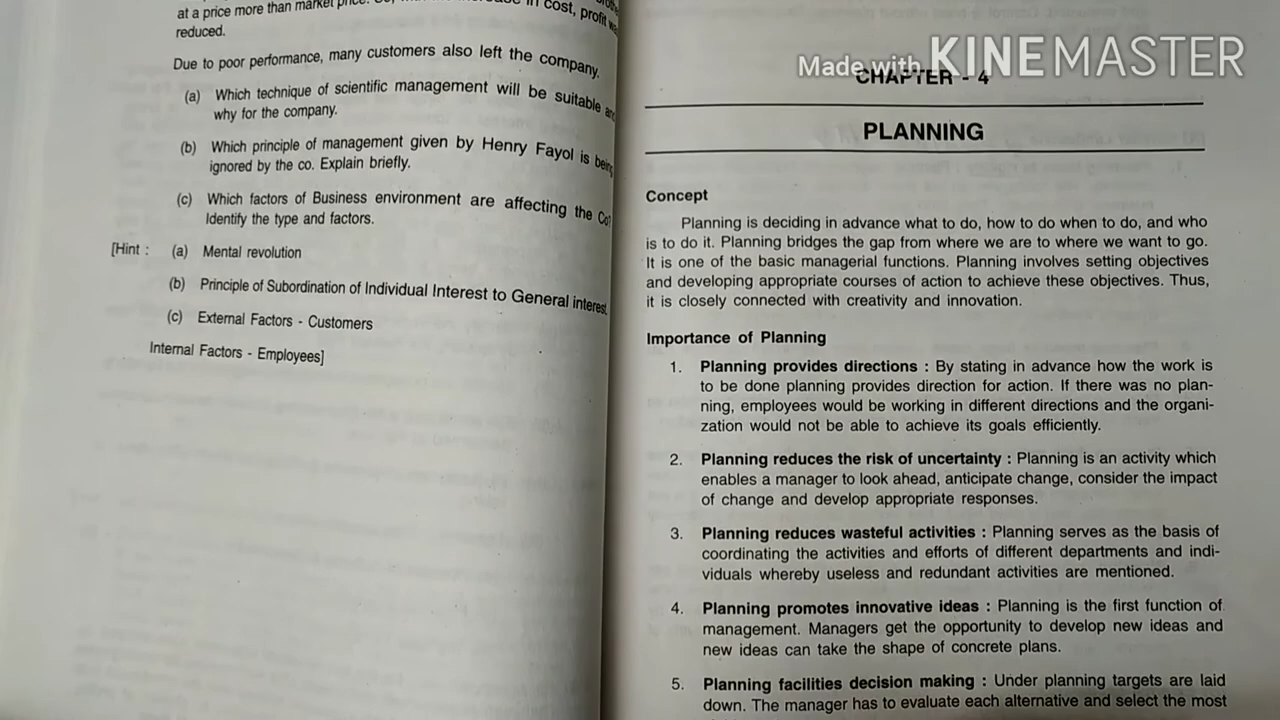 at a price more than market price. So, with the increase in cost, profit
reduced.
Due to poor performance, many customers also left the company.
(a) Which technique of scientific management will be suitable
why for the company.
(b) Which principle of management given by Henry Fayol is being
ignored by the co. Explain briefly.
(c) Which factors of Business environment are affecting the Co?
Identify the type and factors.
[Hint : (a) Mental revolution
(b) Principle of Subordination of Individual Interest to General interest.
(c) External Factors - Customers
Internal Factors - Employees]
Made with KINEMASTER
CHAPTER - 4
PLANNING
Concept
Planning is deciding in advance what to do, how to do when to do, and who
is to do it. Planning bridges the gap from where we are to where we want to go.
It is one of the basic managerial functions. Planning involves setting objectives
and developing appropriate courses of action to achieve these objectives. Thus,
it is closely connected with creativity and innovation.
Importance of Planning
1. Planning provides directions : By stating in advance how the work is
to be done planning provides direction for action. If there was no plan-
ning, employees would be working in different directions and the organi-
zation would not be able to achieve its goals efficiently.
2. Planning reduces the risk of uncertainty : Planning is an activity which
enables a manager to look ahead, anticipate change, consider the impact
of change and develop appropriate responses.
3. Planning reduces wasteful activities : Planning serves as the basis of
coordinating the activities and efforts of different departments and indi-
viduals whereby useless and redundant activities are mentioned.
4. Planning promotes innovative ideas : Planning is the first function of
management. Managers get the opportunity to develop new ideas and
new ideas can take the shape of concrete plans.
5. Planning facilities decision making : Under planning targets are laid
down. The manager has to evaluate each alternative and select the most